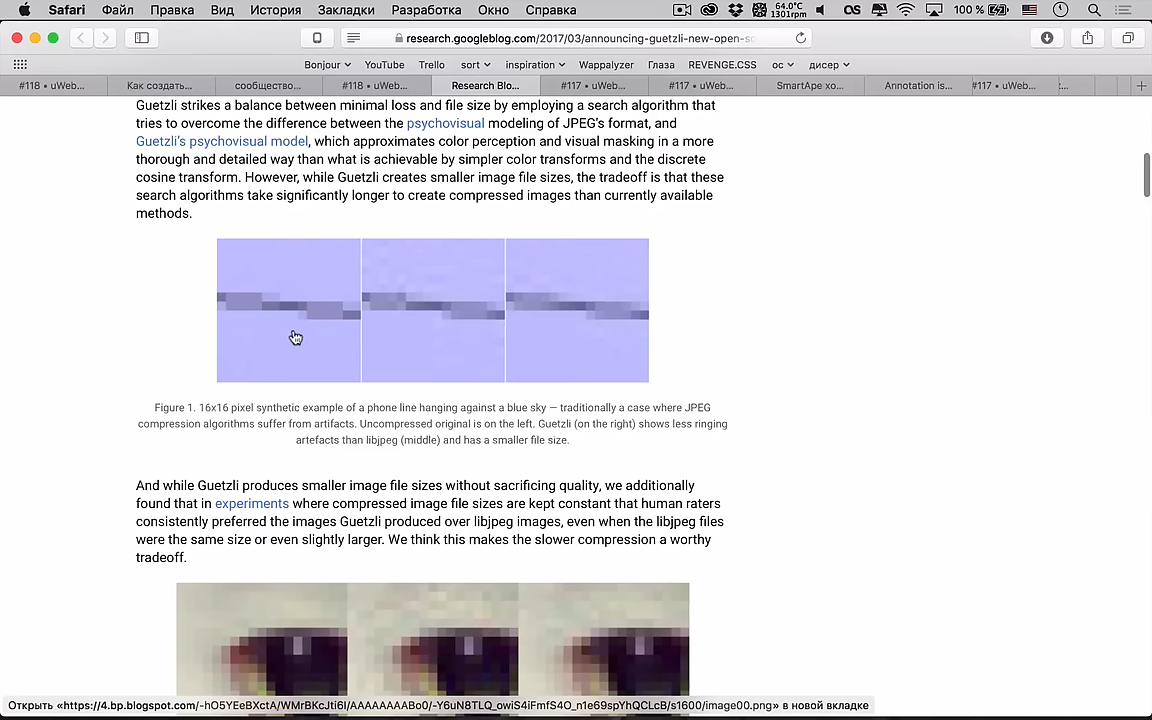 Safari Файл Правка Вид История Закладки Разработка Окно Справка 64.0°C 1301rpm OS 100 %
research.googleblog.com/2017/03/announcing-guetzli-new-open-s
Bonjour YouTube Trello sort inspiration Wappalyzer Глаза REVENGE.CSS ос дисер
#118 • uWeb... Как создать... сообщество... #118 • uWeb... Research Blo... #117 • uWeb... #117 • uWeb... SmartApe хо... Annotation is... #117 • uWeb...
Guetzli strikes a balance between minimal loss and file size by employing a search algorithm that
tries to overcome the difference between the psychovisual modeling of JPEG's format, and
Guetzli's psychovisual model, which approximates color perception and visual masking in a more
thorough and detailed way than what is achievable by simpler color transforms and the discrete
cosine transform. However, while Guetzli creates smaller image file sizes, the tradeoff is that these
search algorithms take significantly longer to create compressed images than currently available
methods.
Figure 1. 16x16 pixel synthetic example of a phone line hanging against a blue sky — traditionally a case where JPEG
compression algorithms suffer from artifacts. Uncompressed original is on the left. Guetzli (on the right) shows less ringing
artefacts than libjpeg (middle) and has a smaller file size.
And while Guetzli produces smaller image file sizes without sacrificing quality, we additionally
found that in experiments where compressed image file sizes are kept constant that human raters
consistently preferred the images Guetzli produced over libjpeg images, even when the libjpeg files
were the same size or even slightly larger. We think this makes the slower compression a worthy
tradeoff.
Открыть «https://4.bp.blogspot.com/-hO5YEeBXctA/WMrBKcJti6I/AAAAAAAABo0/-Y6uN8TLQ_owiS4iFmfS4O_n1e69spYhQCLcB/s1600/image00.png» в новой вкладке